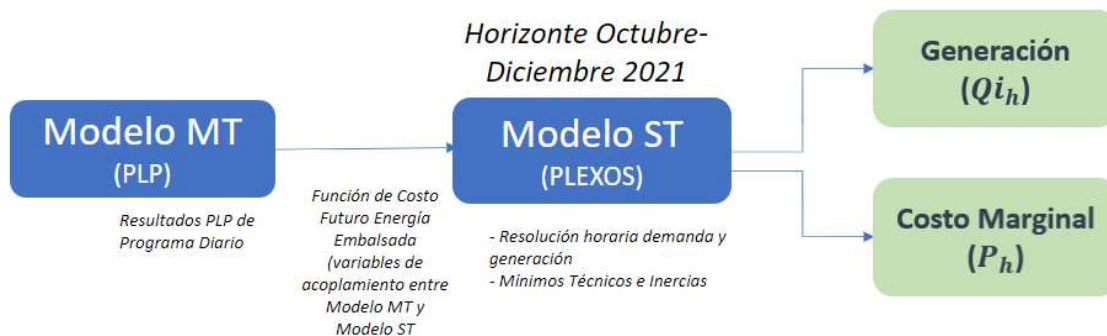 Horizonte Octubre-
Diciembre 2021
Modelo MT
(PLP)
Resultados PLP de
Programa Diario
Función de Costo
Futuro Energía
Embalsada
(variables de
acoplamiento entre
Modelo MT y
Modelo ST
Modelo ST
(PLEXOS)
- Resolución horaria demanda y
generación
- Mínimos Técnicos e Inercias
Generación
(Qi_h)
Costo Marginal
(P_h)